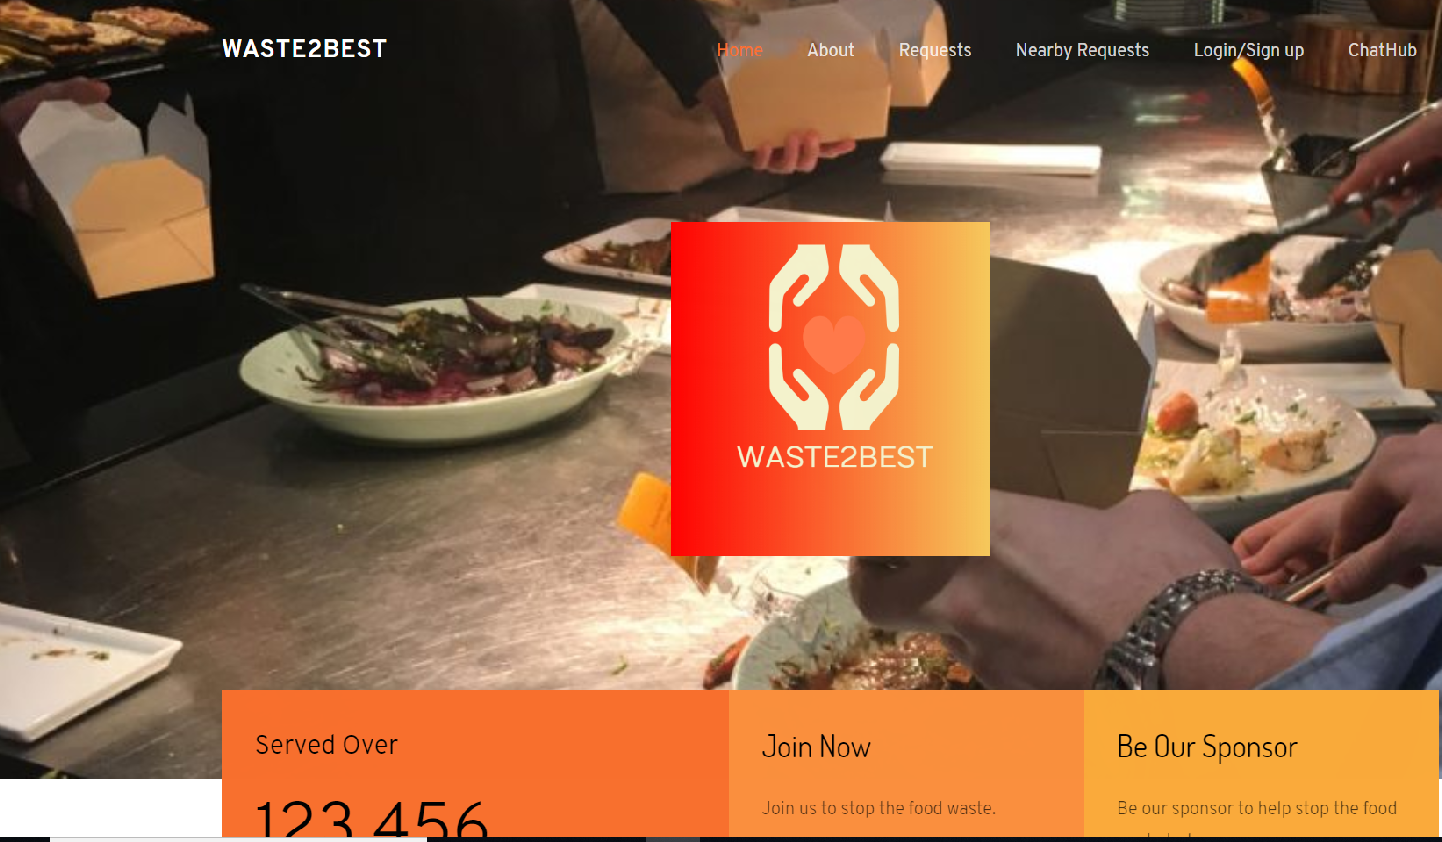 WASTE2BEST
Home About Requests Nearby Requests Login/Sign up ChatHub
WASTE2BEST
Served Over
123 456
Join Now
Join us to stop the food waste.
Be Our Sponsor
Be our sponsor to help stop the food